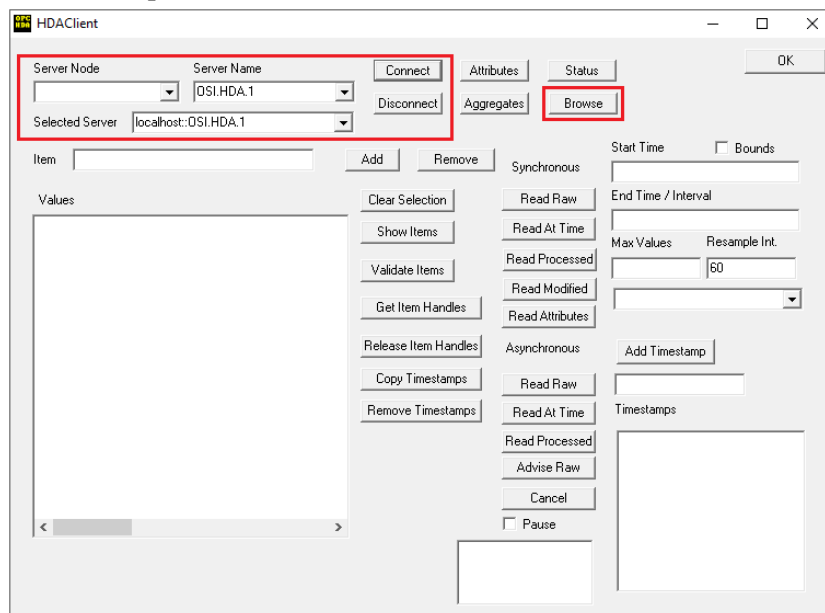 OPC
HDA
HDAClient
OK
Server Node
Server Name
Connect
Attributes
Status
OSI.HDA.1
Disconnect
Aggregates
Browse
Selected Server
localhost::OSI.HDA.1
Item
Add
Remove
Synchronous
Start Time
Bounds
Values
Clear Selection
Read Raw
End Time / Interval
Show Items
Read At Time
Max Values
Resample Int.
Validate Items
Read Processed
60
Read Modified
Get Item Handles
Read Attributes
Release Item Handles
Asynchronous
Add Timestamp
Copy Timestamps
Read Raw
Remove Timestamps
Read At Time
Timestamps
Read Processed
Advise Raw
Cancel
Pause